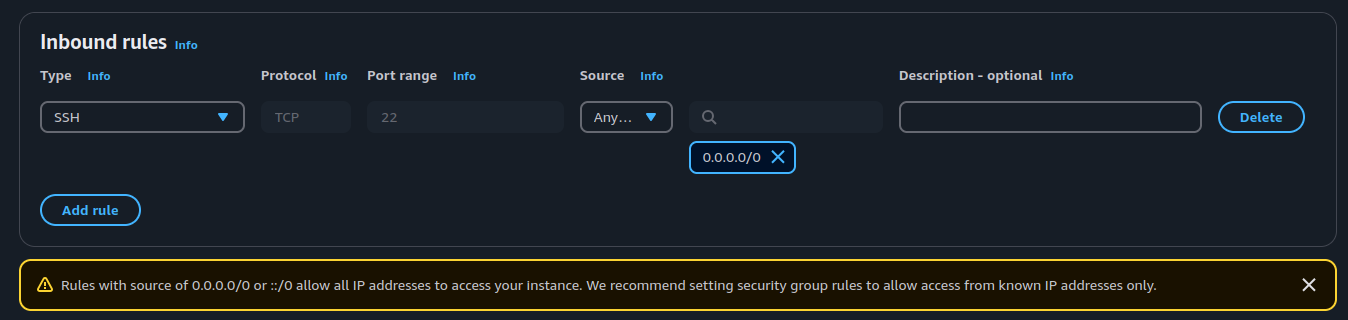 Inbound rules Info
Type Info Protocol Info Port range Info Source Info Description - optional Info
SSH TCP 22 Any... Delete
0.0.0.0/0
Add rule
Rules with source of 0.0.0.0/0 or ::/0 allow all IP addresses to access your instance. We recommend setting security group rules to allow access from known IP addresses only.